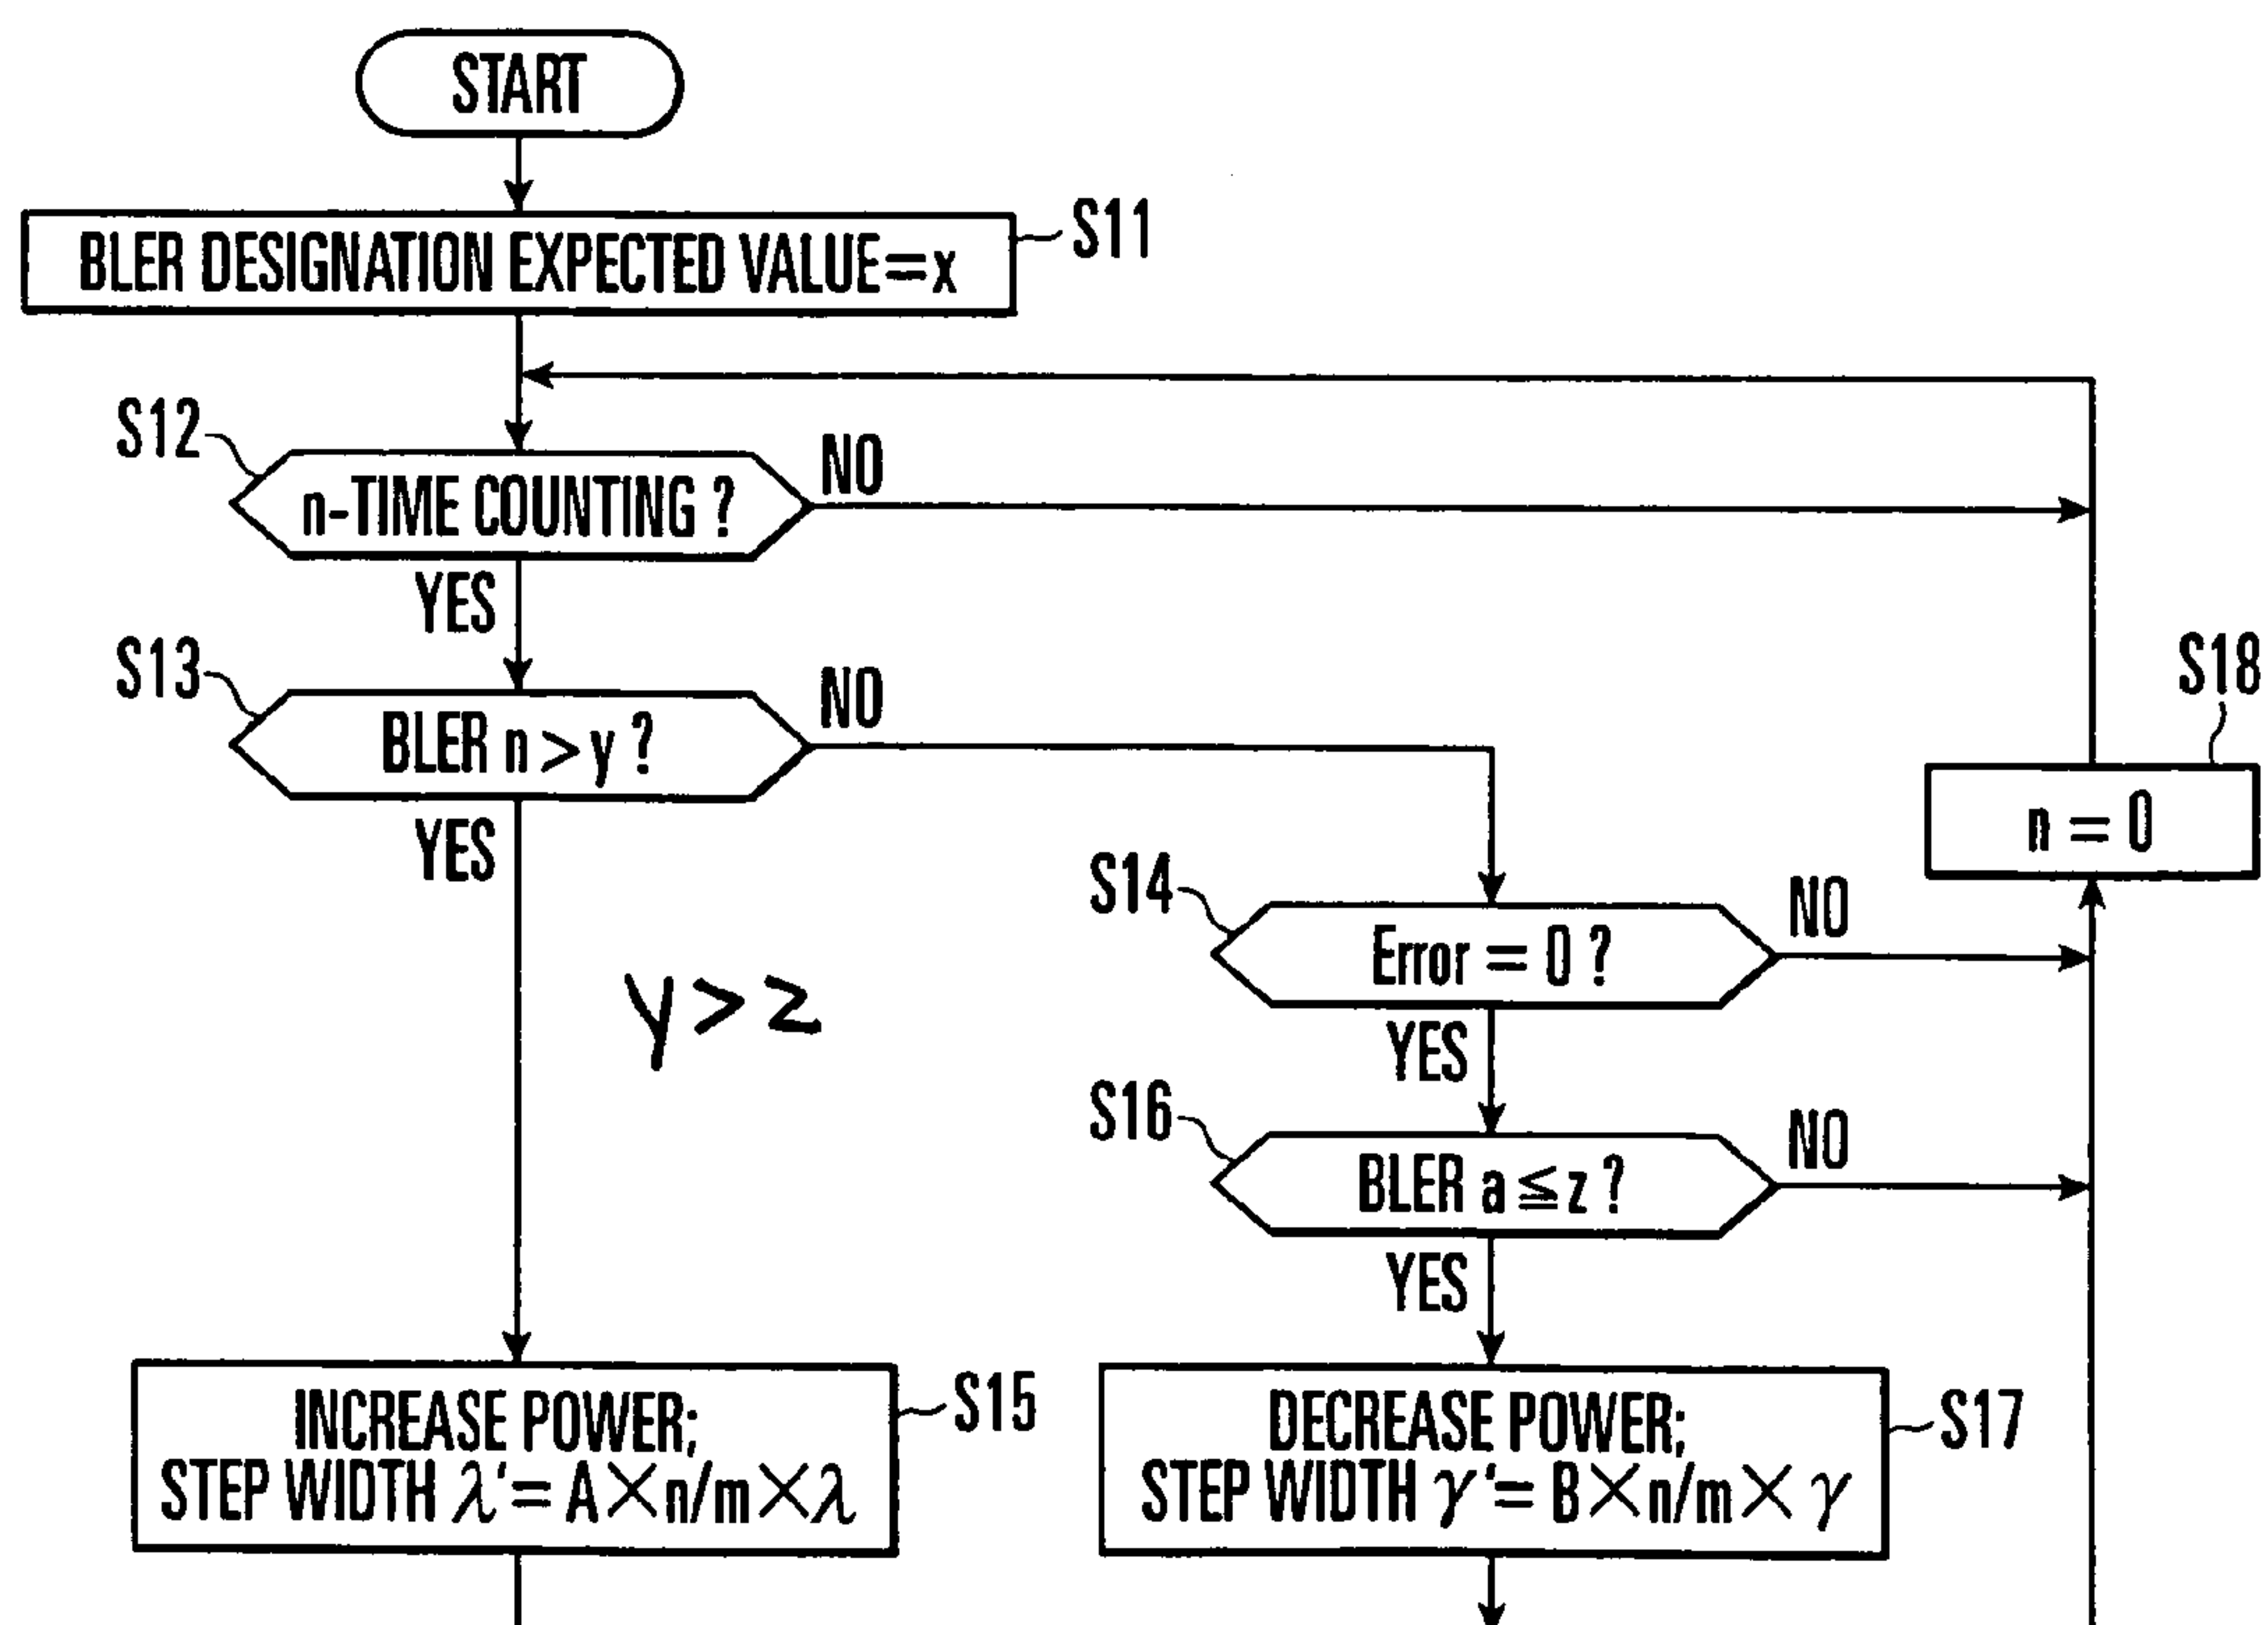 START
BLER DESIGNATION EXPECTED VALUE=x
S11
S12
n-TIME COUNTING ?
NO
YES
S13
BLER n>y ?
NO
YES
S18
n = 0
S14
Error = 0 ?
NO
YES
y>z
S16
BLER a≦z ?
NO
YES
INCREASE POWER;
STEP WIDTH λ'= A×n/m×λ
S15
DECREASE POWER;
STEP WIDTH γ'= B×n/m×γ
S17